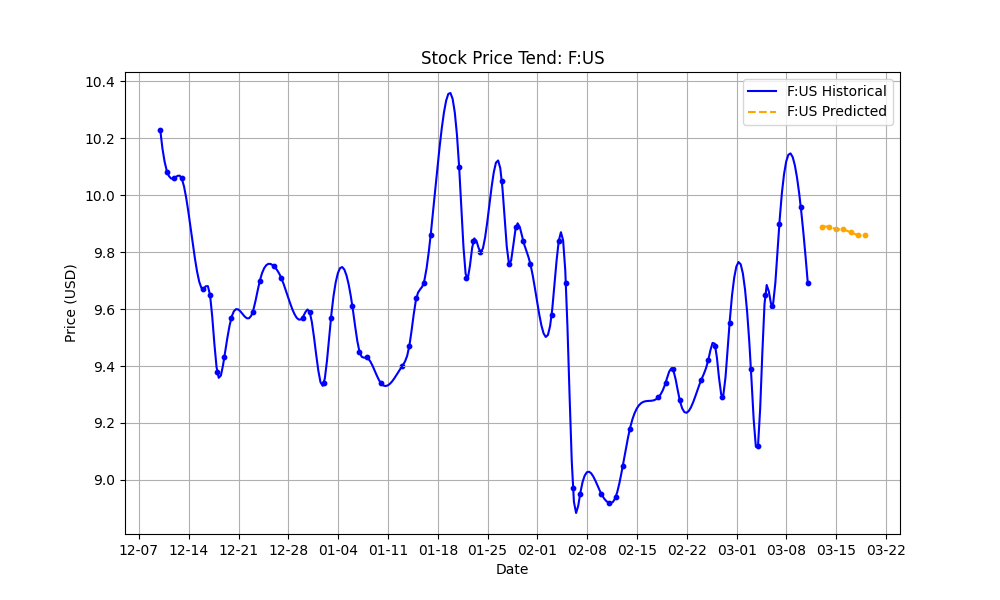 Stock Price Tend: F:US
F:US Historical
F:US Predicted
Price (USD)
10.4
10.2
10.0
9.8
9.6
9.4
9.2
9.0
12-07 12-14 12-21 12-28 01-04 01-11 01-18 01-25 02-01 02-08 02-15 02-22 03-01 03-08 03-15 03-22
Date